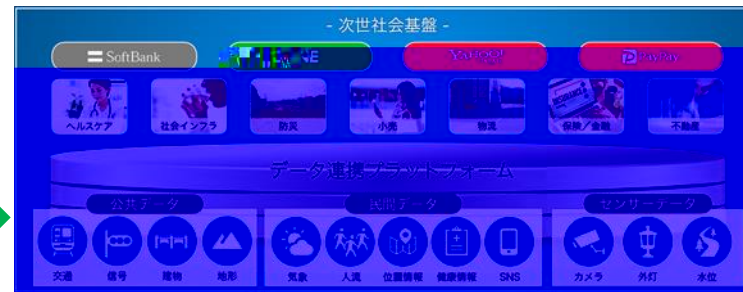 - 次世社会基盤 -
SoftBank
YAHOO!
PayPay
ヘルスケア 社会インフラ 防災 小売 物流 保険/金融 不動産
データ連携プラットフォーム
公共データ 民間データ センサーデータ
交通 信号 建物 地形 気象 人流 位置情報 健康情報 SNS カメラ 外灯 水位